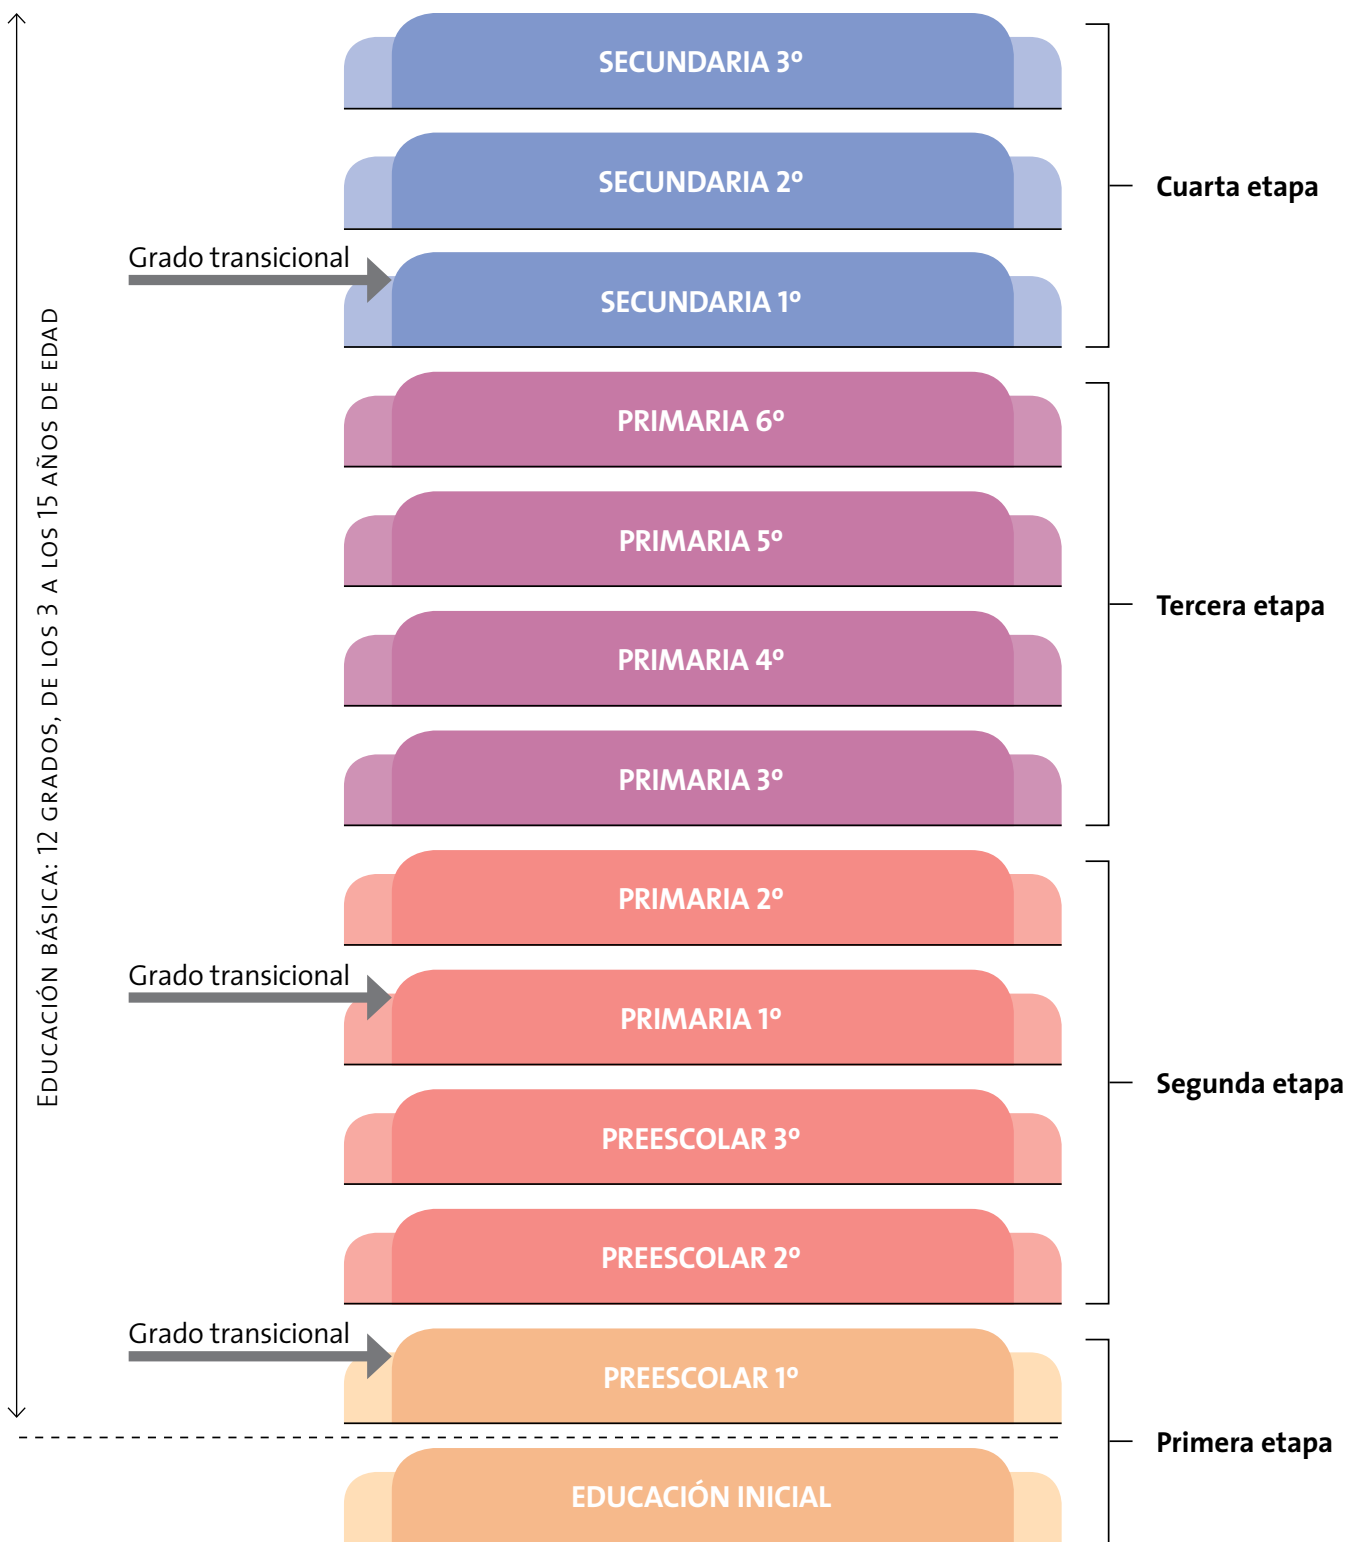 SECUNDARIA 3º
SECUNDARIA 2º
Cuarta etapa
Grado transicional
SECUNDARIA 1º
PRIMARIA 6º
PRIMARIA 5º
Tercera etapa
PRIMARIA 4º
PRIMARIA 3º
EDUCACIÓN BÁSICA: 12 GRADOS, DE LOS 3 A LOS 15 AÑOS DE EDAD
PRIMARIA 2º
Grado transicional
PRIMARIA 1º
Segunda etapa
PREESCOLAR 3º
PREESCOLAR 2º
Grado transicional
PREESCOLAR 1º
Primera etapa
EDUCACIÓN INICIAL